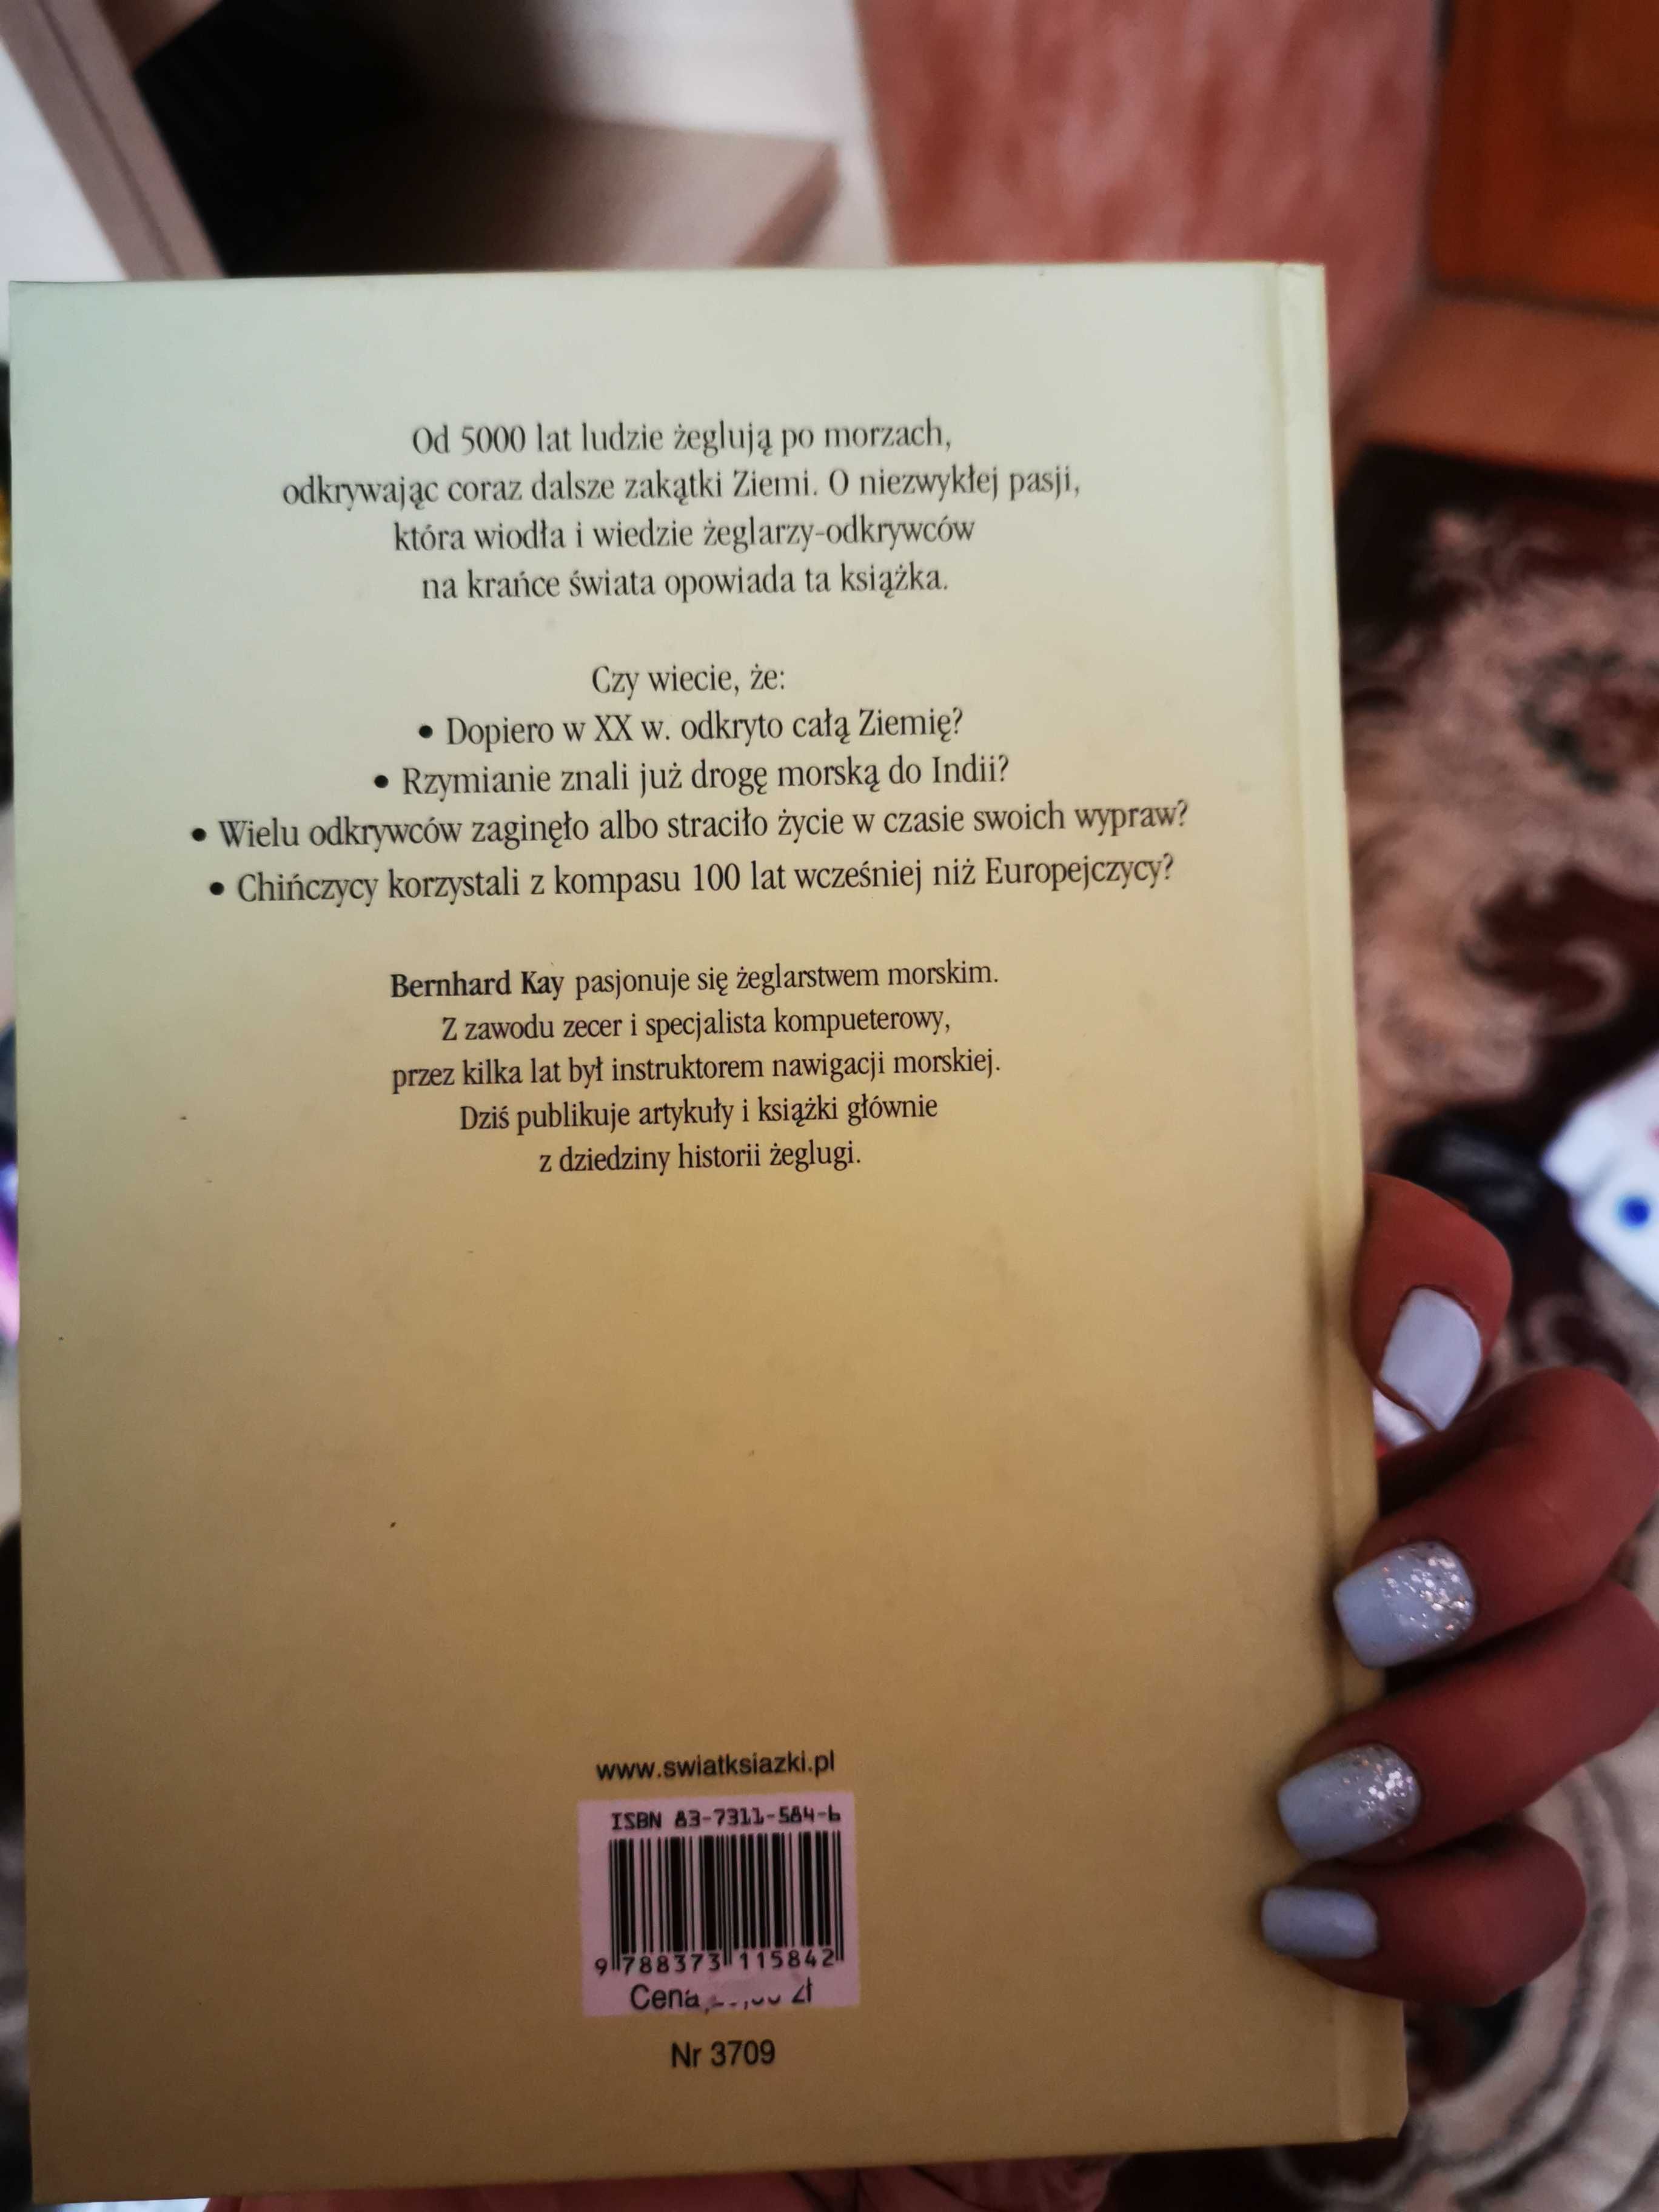 Od 5000 lat ludzie żeglują po morzach,
odkrywając coraz dalsze zakątki Ziemi. O niezwykłej pasji,
która wiodła i wiedzie żeglarzy-odkrywców
na krańce świata opowiada ta książka.
Czy wiecie, że:
• Dopiero w XX w. odkryto całą Ziemię?
• Rzymianie znali już drogę morską do Indii?
• Wielu odkrywców zaginęło albo straciło życie w czasie swoich wypraw?
• Chińczycy korzystali z kompasu 100 lat wcześniej niż Europejczycy?
Bernhard Kay pasjonuje się żeglarstwem morskim.
Z zawodu zecer i specjalista kompueterowy,
przez kilka lat był instruktorem nawigacji morskiej.
Dziś publikuje artykuły i książki głównie
z dziedziny historii żeglugi.
www.swiatksiazki.pl
ISBN 83-7311-584-6
9 788373 115842
Cena zł
Nr 3709